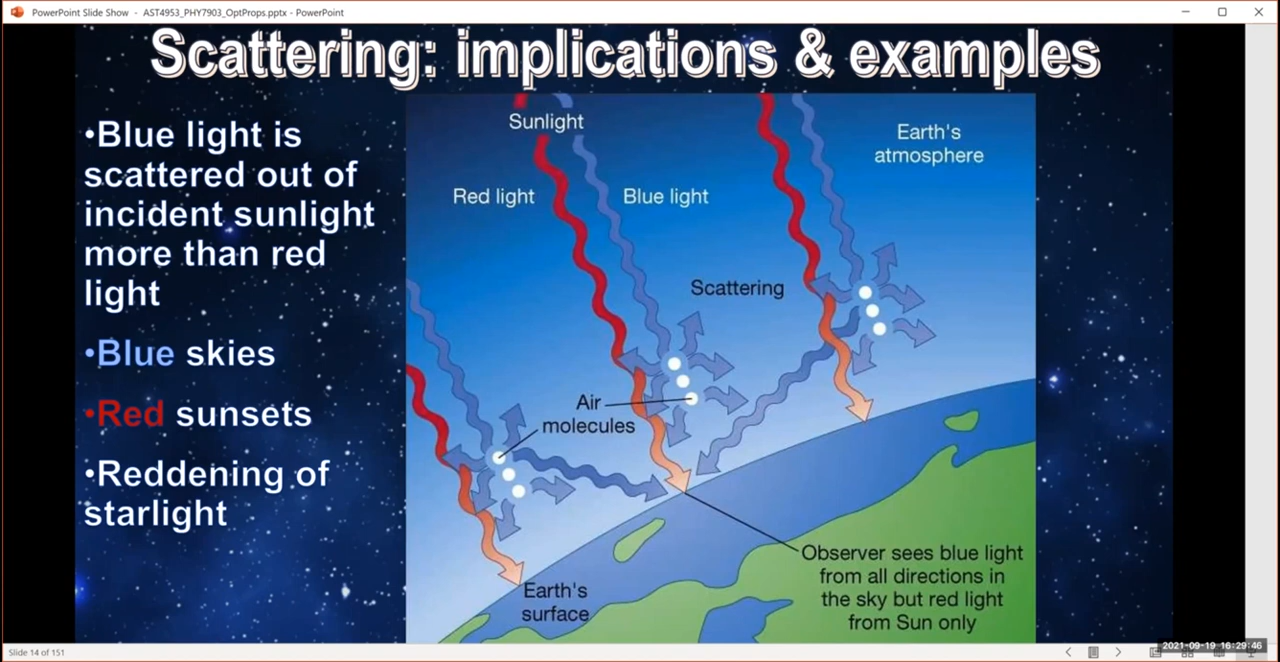 PowerPoint Slide Show - AST4953_PHY7903_OptProps.pptx - PowerPoint
Scattering: implications & examples
•Blue light is
scattered out of
incident sunlight
more than red
light
•Blue skies
•Red sunsets
•Reddening of
starlight
Sunlight
Red light
Blue light
Earth's
atmosphere
Scattering
Air
molecules
Observer sees blue light
from all directions in
the sky but red light
from Sun only
Earth's
surface
Slide 14 of 151
2021-09-19 16:29:46